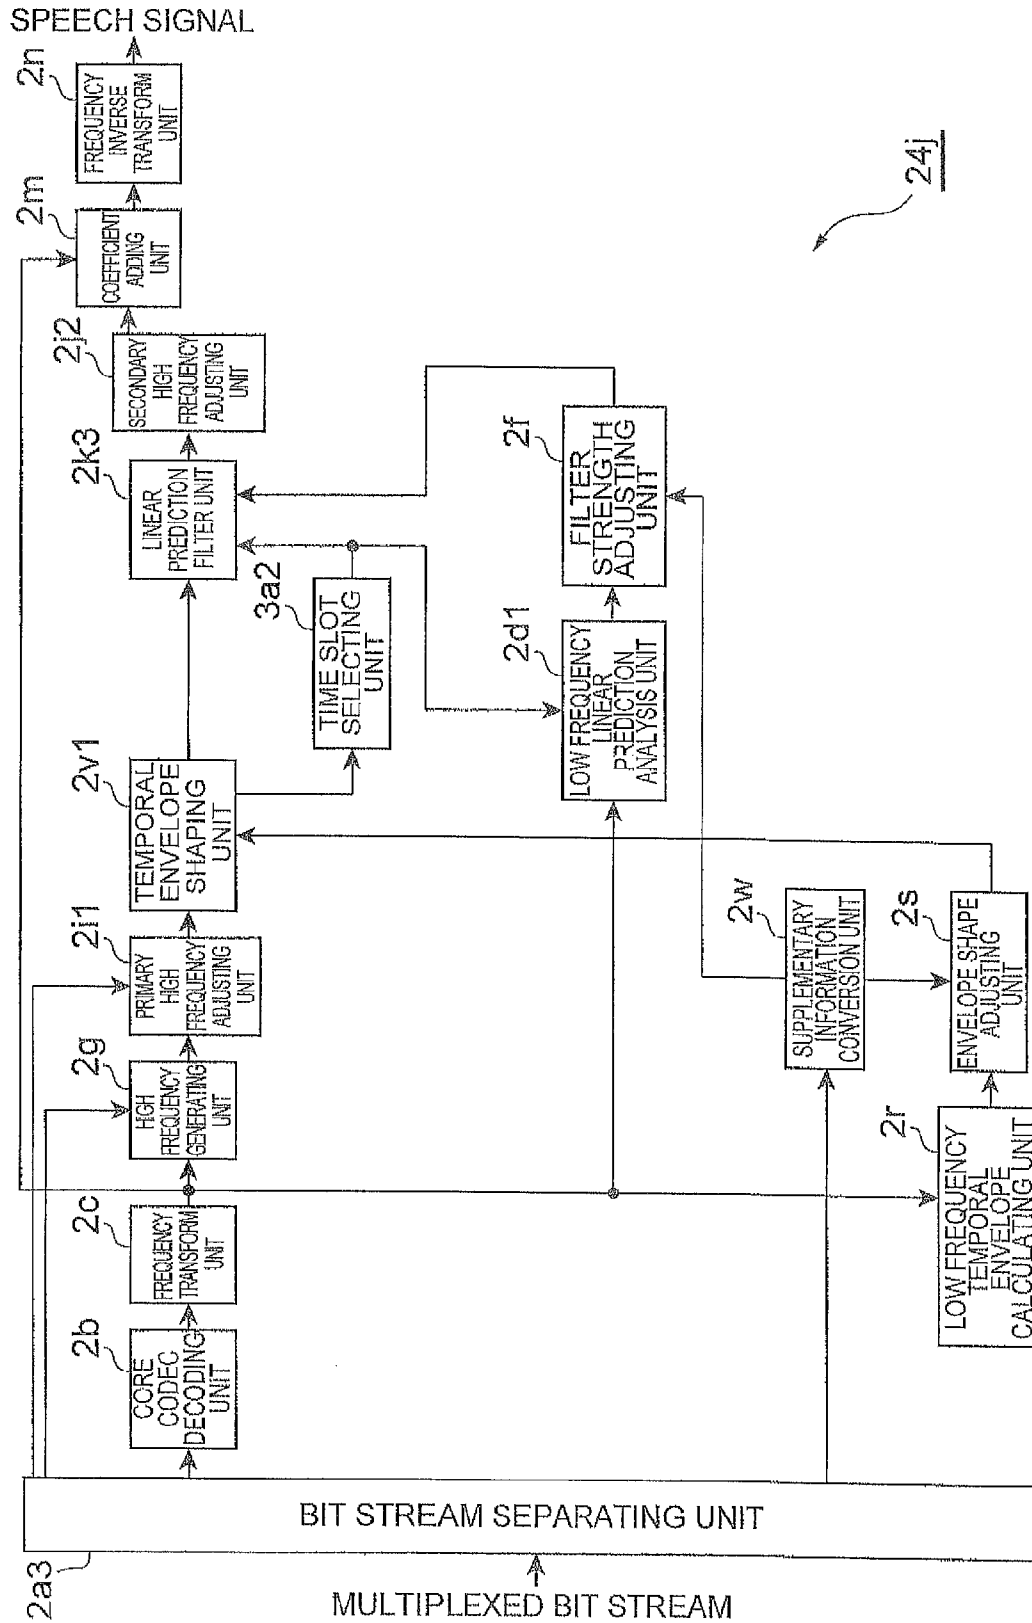 SPEECH SIGNAL
2n
FREQUENCY
INVERSE
TRANSFORM
UNIT
2m
COEFFICIENT
ADDING
UNIT
2j2
SECONDARY
HIGH
FREQUENCY
ADJUSTING
UNIT
2k3
LINEAR
PREDICTION
FILTER UNIT
3a2
TIME SLOT
SELECTING
UNIT
2f
FILTER
STRENGTH
ADJUSTING
UNIT
2d1
LOW FREQUENCY
LINEAR
PREDICTION
ANALYSIS UNIT
2v1
TEMPORAL
ENVELOPE
SHAPING
UNIT
2i1
PRIMARY
HIGH
FREQUENCY
ADJUSTING
UNIT
2g
HIGH
FREQUENCY
GENERATING
UNIT
2w
SUPPLEMENTARY
INFORMATION
CONVERSION UNIT
2s
ENVELOPE SHAPE
ADJUSTING
UNIT
2r
LOW FREQUENCY
TEMPORAL
ENVELOPE
CALCULATING UNIT
2c
FREQUENCY
TRANSFORM
UNIT
2b
CORE
CODEC
DECODING
UNIT
BIT STREAM SEPARATING UNIT
2a3
MULTIPLEXED BIT STREAM
24j